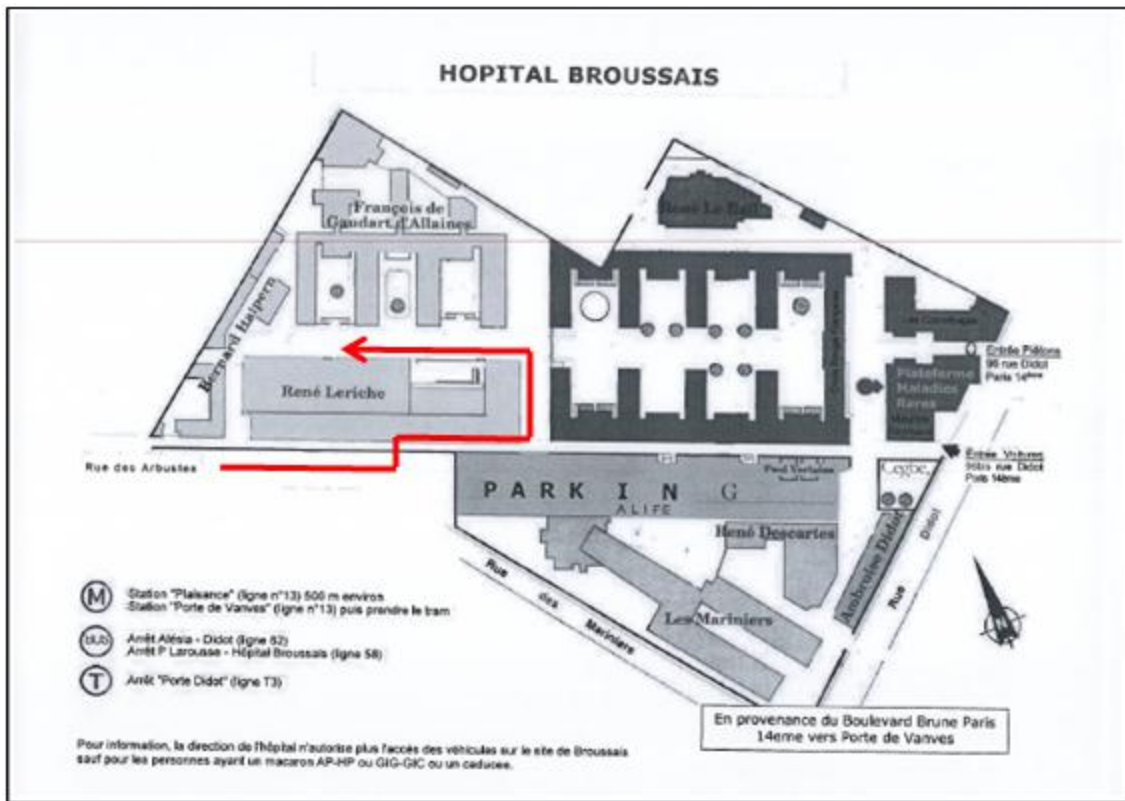 HOPITAL BROUSSAIS
François de
Gaudart d'Allaines
René Le
Bernard Halpern
René Leriche
Entrée Piétons
96 rue Didot
Paris 14ème
Plateforme
Maladies
Rares
Rue des Arbustes
Entrée Voitures
96bis rue Didot
Paris 14ème
Paul Verlaine
Cegbe
PARKING
ALIFE
René Descartes
Ambroise Didot
Rue Didot
Rue des Mariniers
Les Mariniers
M
Station "Plaisance" (ligne n°13) 500 m environ
Station "Porte de Vanves" (ligne n°13) puis prendre le tram
Arrêt Alésia - Didot (ligne 62)
Arrêt P Larousse - Hôpital Broussais (ligne 58)
T
Arrêt "Porte Didot" (ligne T3)
En provenance du Boulevard Brune Paris
14eme vers Porte de Vanves
Pour information, la direction de l'hôpital n'autorise plus l'accès des véhicules sur le site de Broussais
sauf pour les personnes ayant un macaron AP-HP ou GIG-GIC ou un caducée.